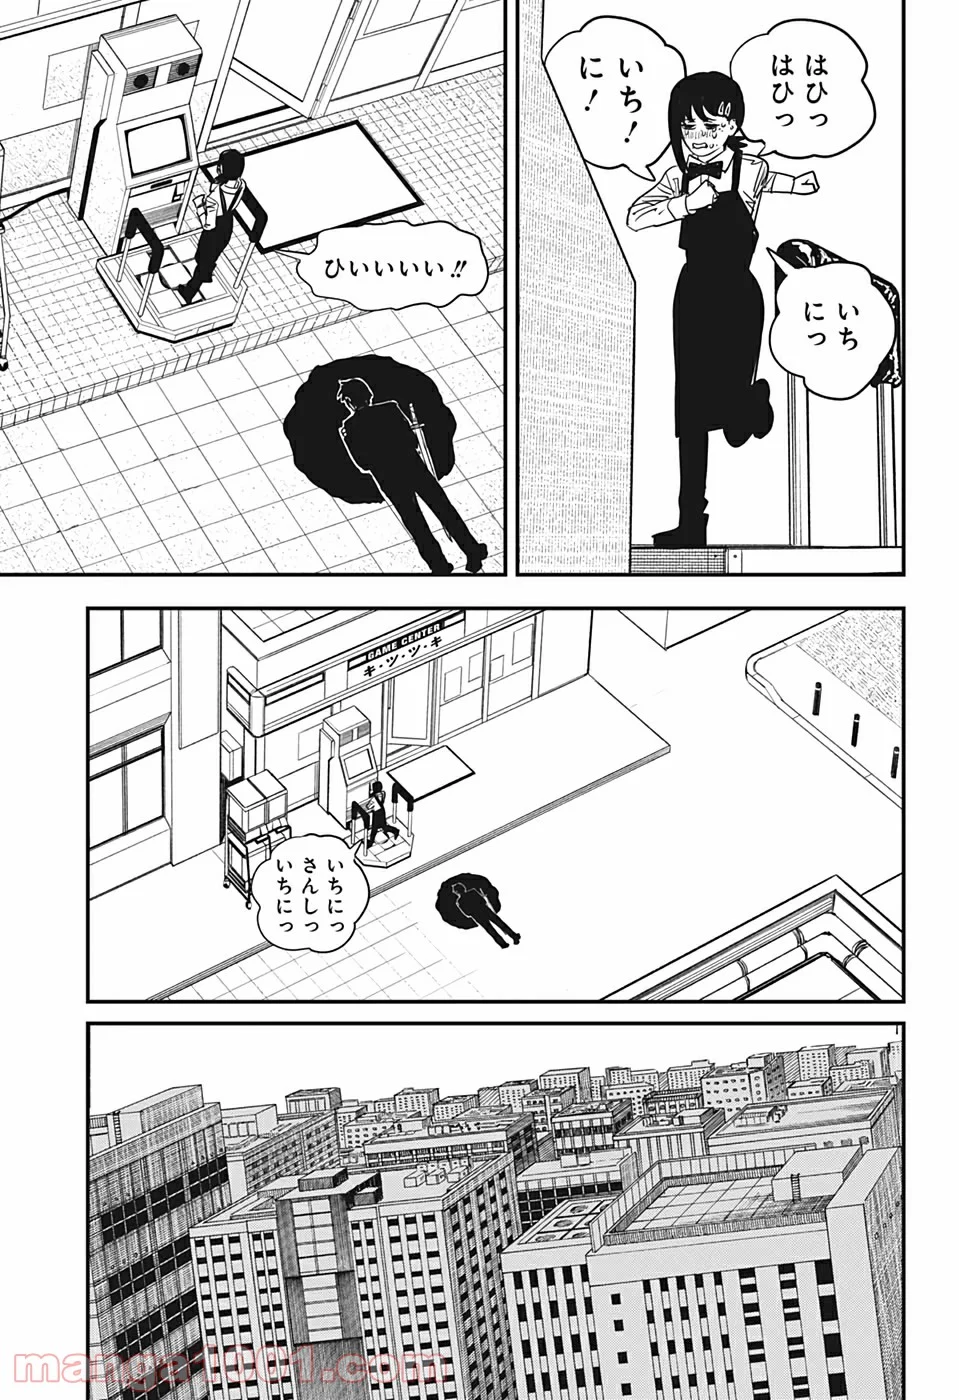 はひっ
はひっ
いち！
に！
いち
にっ
ひいいいい!!
GAME CENTER
キ・ツ・ツ・キ
いちにっ
さんしっ
いちにっ
manga1001.com